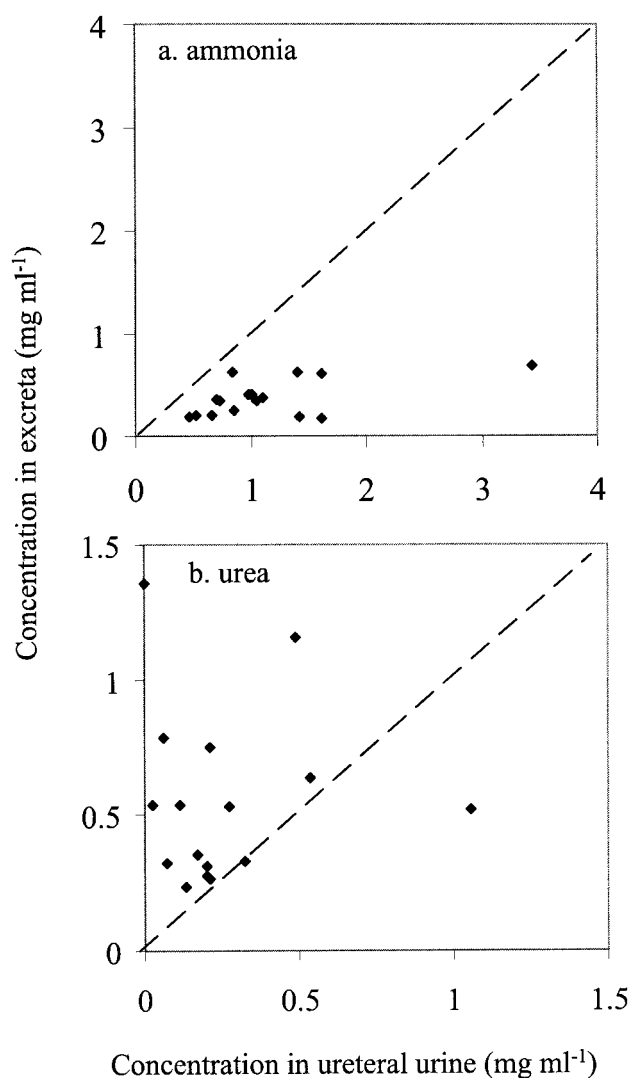 a. ammonia
4
3
2
1
0
0 1 2 3 4
Concentration in excreta (mg ml⁻¹)
b. urea
1.5
1
0.5
0
0 0.5 1 1.5
Concentration in ureteral urine (mg ml⁻¹)